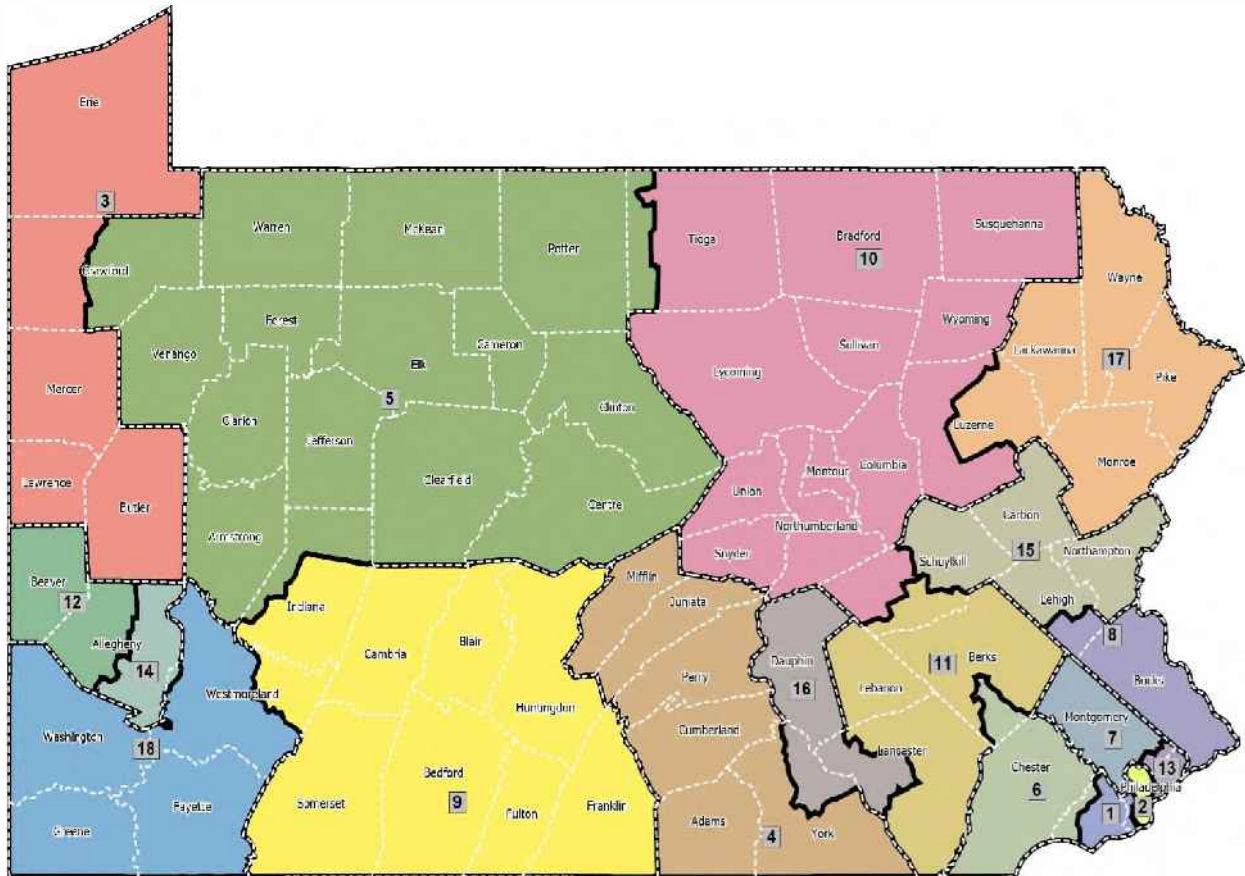 Erie
3
Warren
McKean
Potter
Tioga
Bradford
Susquehanna
10
Crawford
Wayne
Forest
Wyoming
Venango
Cameron
Sullivan
Lackawanna
17
Elk
Lycoming
Pike
Mercer
5
Clinton
Clarion
Jefferson
Luzerne
Montour
Columbia
Monroe
Lawrence
Clearfield
Union
Butler
Centre
Northumberland
Carbon
Armstrong
15
Northampton
Snyder
Schuylkill
Beaver
Mifflin
12
Indiana
Juniata
Lehigh
Allegheny
Blair
8
Cambria
Dauphin
11
Berks
14
Perry
16
Bucks
Westmoreland
Lebanon
Huntingdon
Montgomery
Washington
Cumberland
7
18
Lancaster
Chester
13
Bedford
6
Philadelphia
Somerset
9
Fayette
Franklin
Fulton
1
2
Greene
Adams
4
York